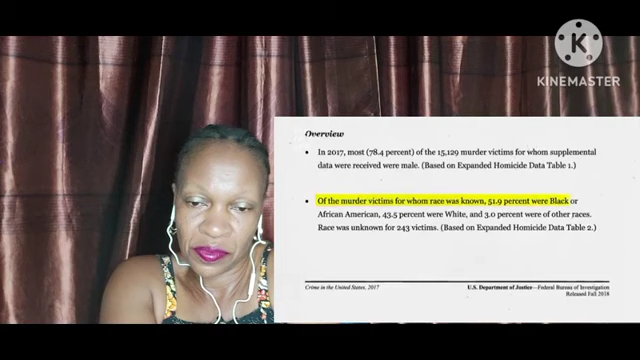 KINEMASTER
Overview
• In 2017, most (78.4 percent) of the 15,129 murder victims for whom supplemental
data were received were male. (Based on Expanded Homicide Data Table 1.)
• Of the murder victims for whom race was known, 51.9 percent were Black or
African American, 43.5 percent were White, and 3.0 percent were of other races.
Race was unknown for 243 victims. (Based on Expanded Homicide Data Table 2.)
Crime in the United States, 2017
U.S. Department of Justice—Federal Bureau of Investigation
Released Fall 2018